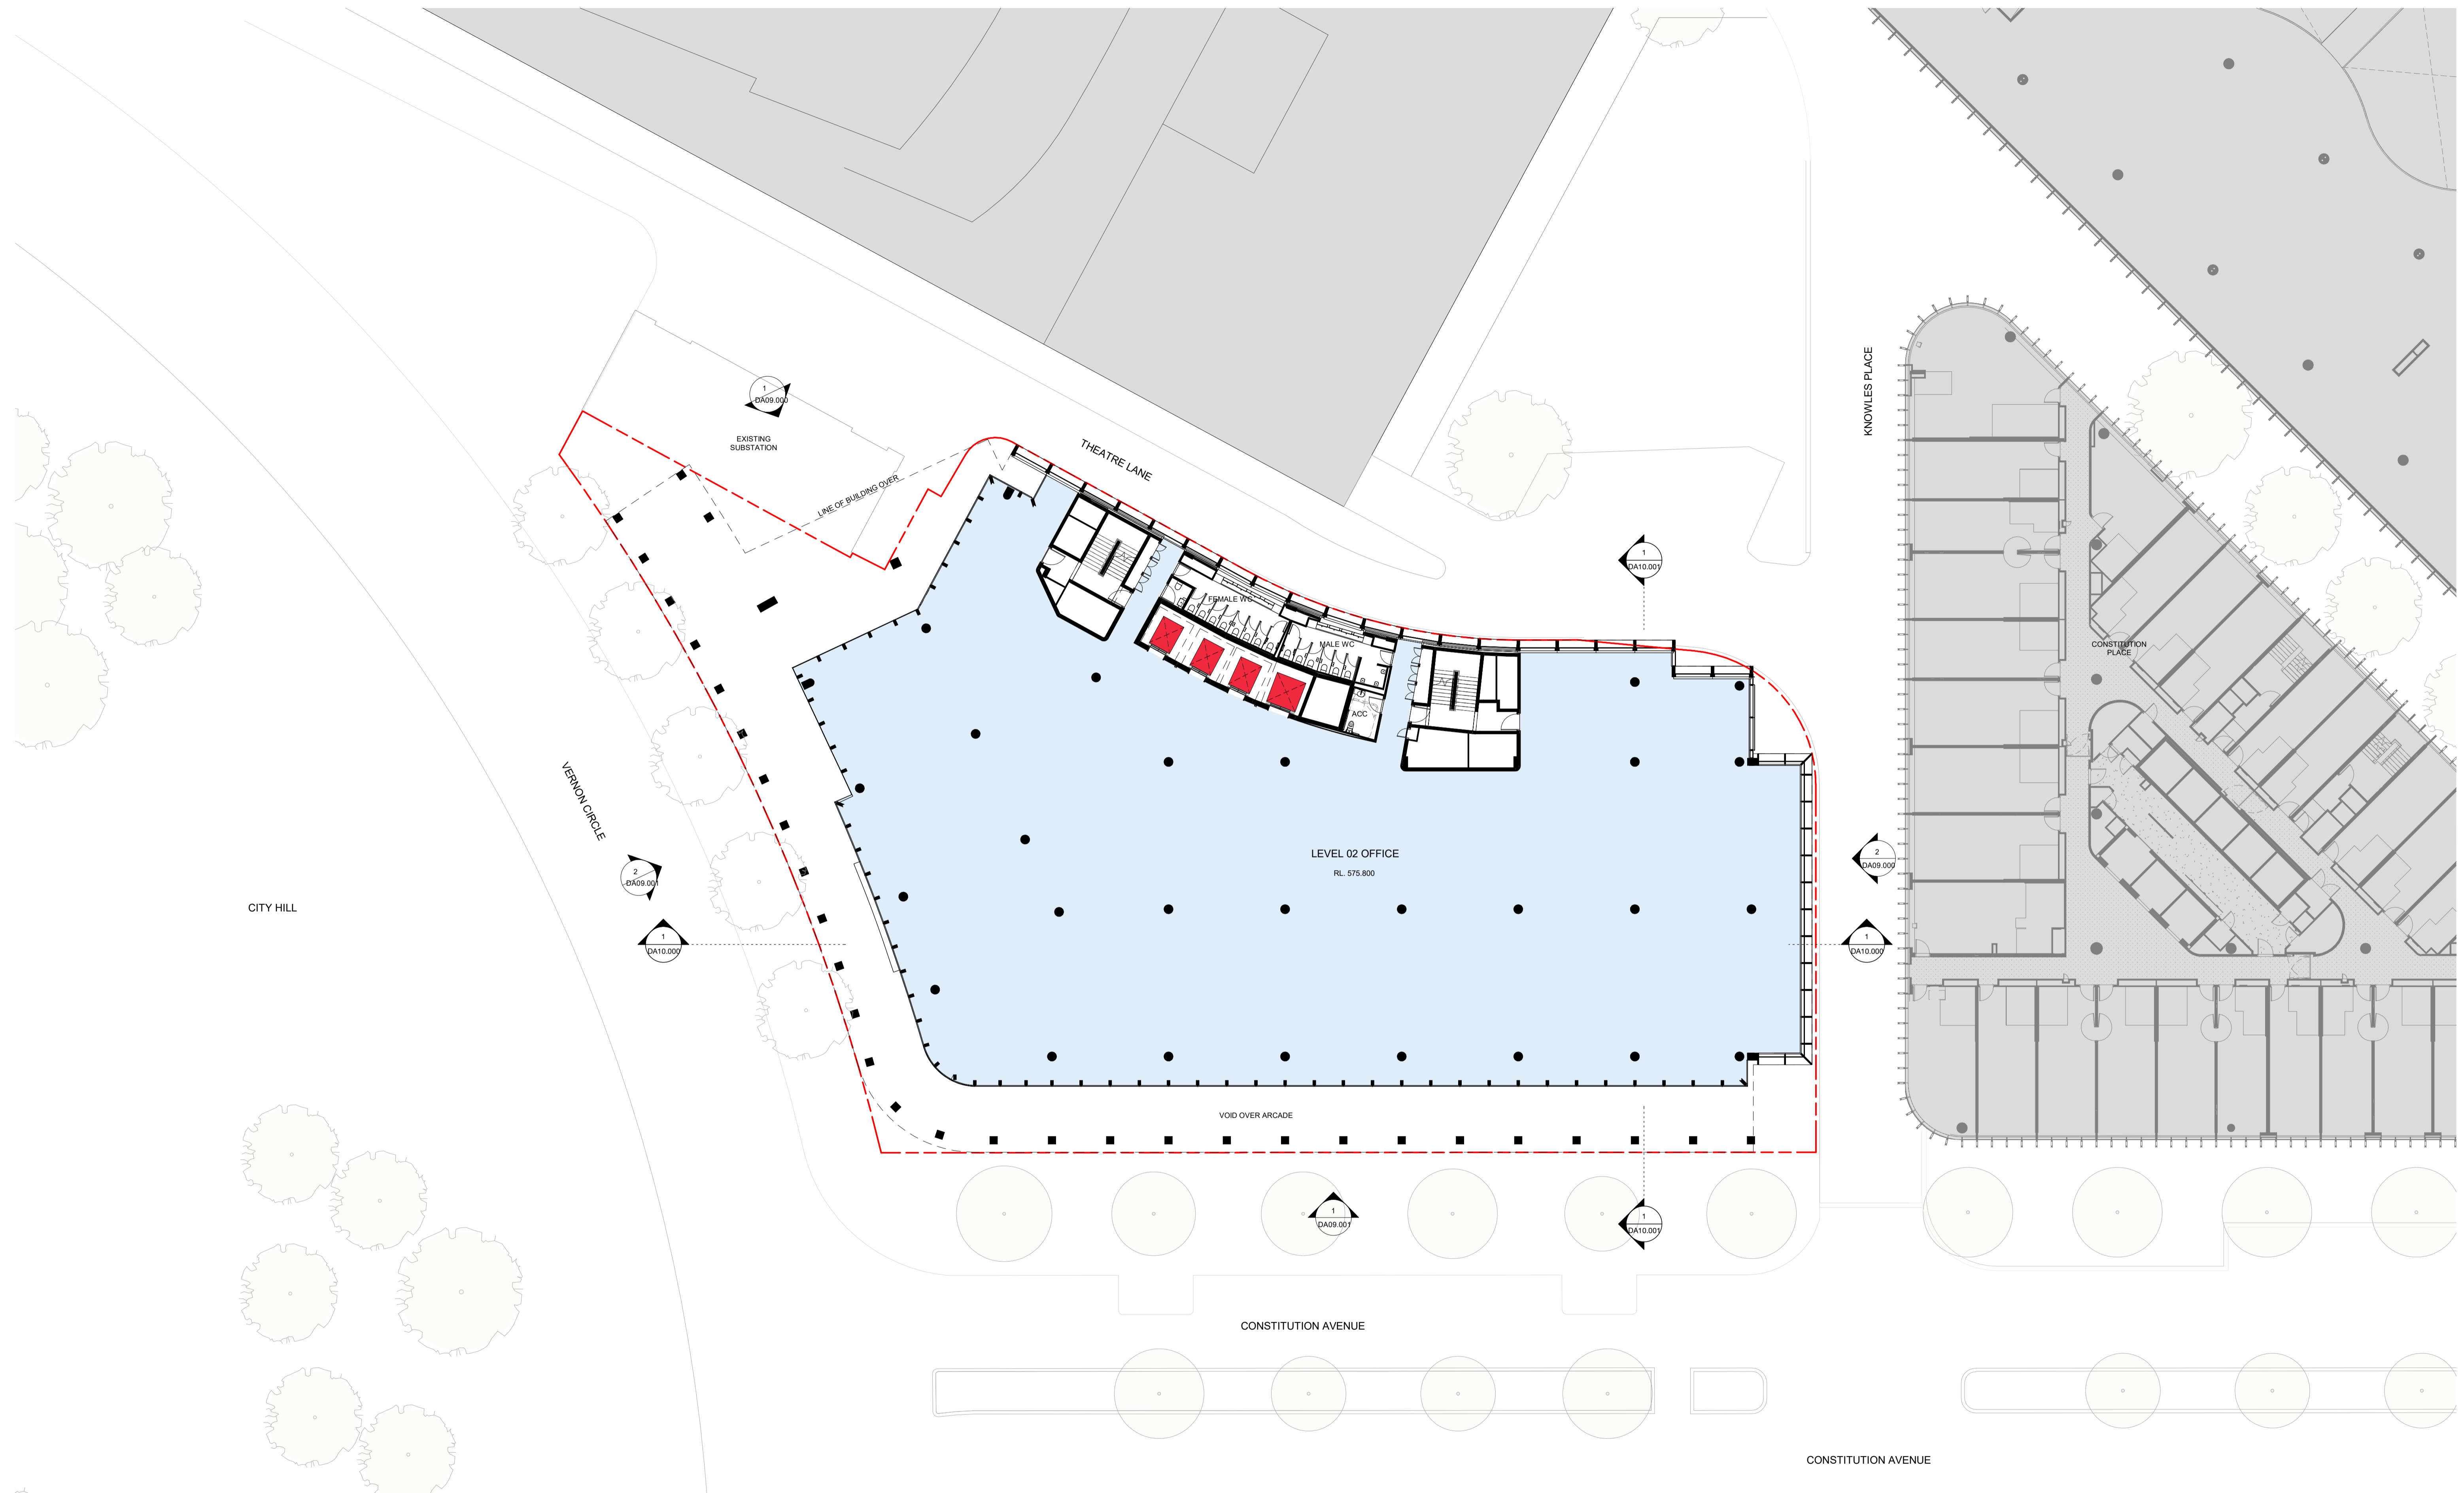 KNOWLES PLACE
1
DA09.000
EXISTING
SUBSTATION
THEATRE LANE
LINE OF BUILDING OVER
1
DA10.001
FEMALE WC
MALE WC
CONSTITUTION
PLACE
ACC
VERNON CIRCLE
LEVEL 02 OFFICE
RL. 575.800
2
DA09.000
2
DA09.001
CITY HILL
1
DA10.000
1
DA10.000
VOID OVER ARCADE
1
DA09.001
1
DA10.001
CONSTITUTION AVENUE
CONSTITUTION AVENUE